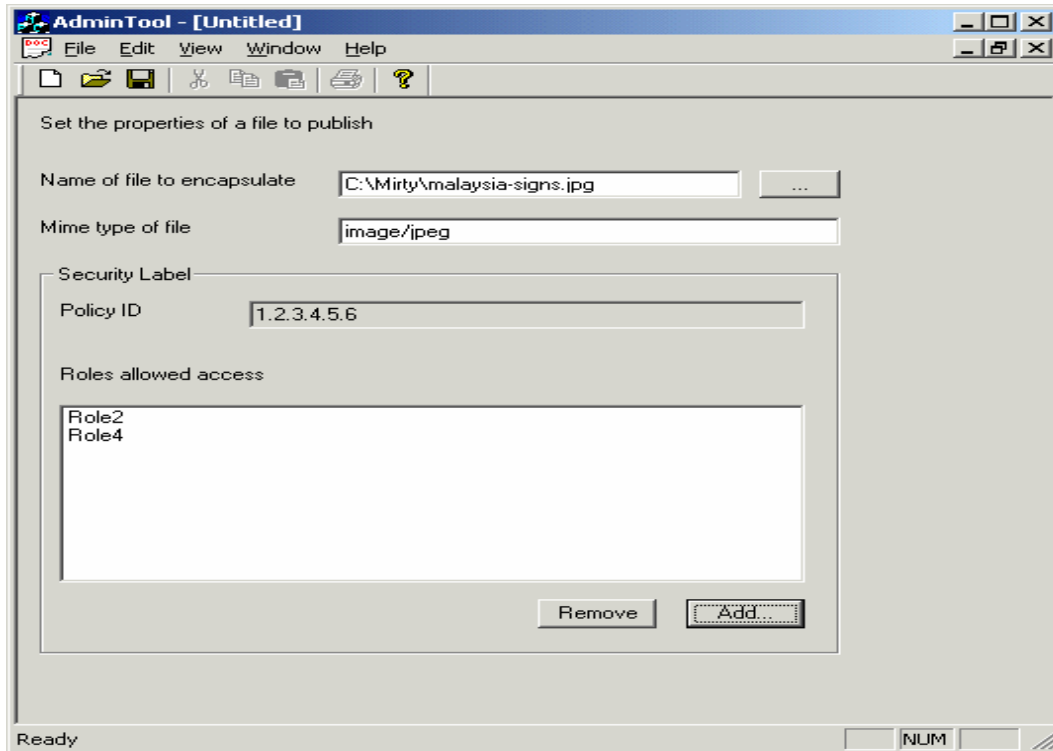 AdminTool - [Untitled]
File Edit View Window Help
Set the properties of a file to publish
Name of file to encapsulate C:\Mirty\malaysia-signs.jpg ...
Mime type of file image/jpeg
Security Label
Policy ID 1.2.3.4.5.6
Roles allowed access
Role2
Role4
Remove Add...
Ready NUM